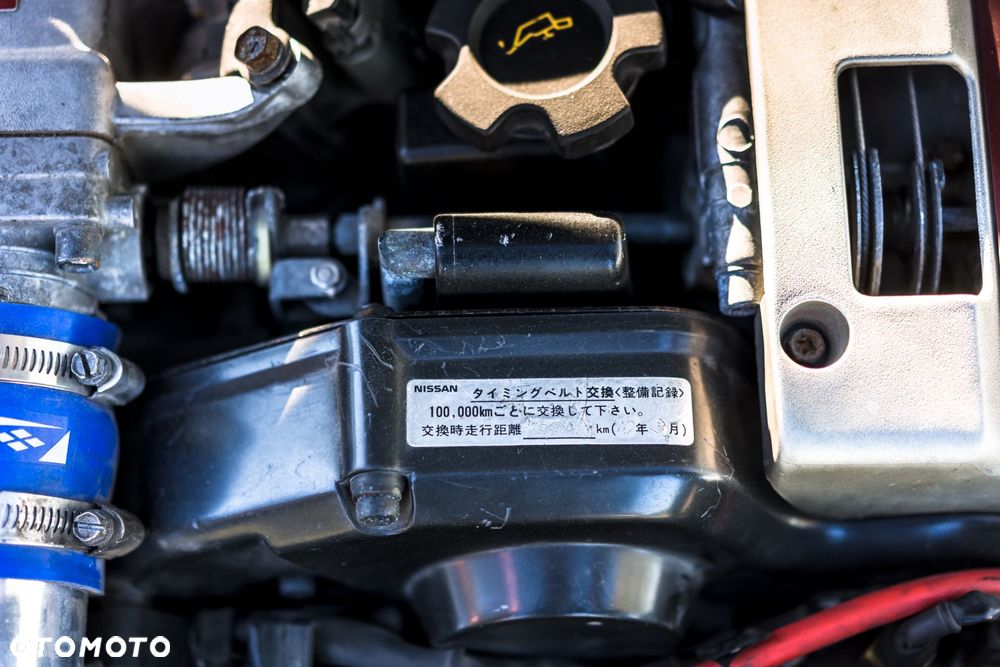 NISSAN タイミングベルト交換<整備記録>
100,000kmごとに交換して下さい。
交換時走行距離 km( 年 月)
OTOMOTO